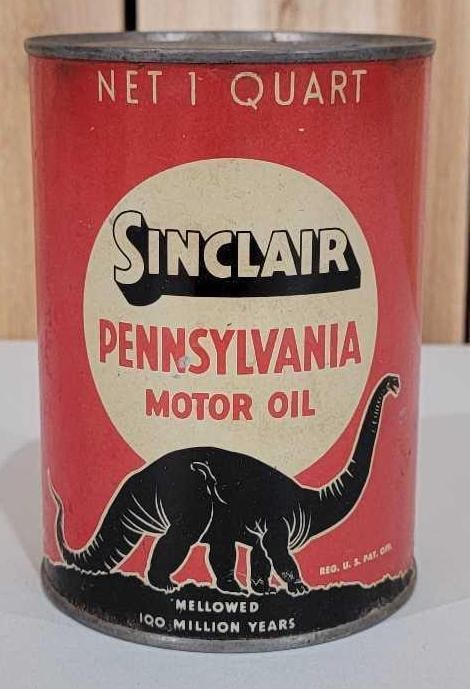 NET 1 QUART
SINCLAIR
PENNSYLVANIA
MOTOR OIL
REG. U. S. PAT. OFF.
MELLOWED
100 MILLION YEARS